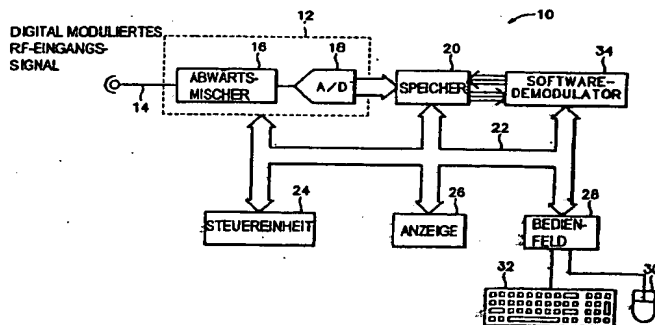 DIGITAL MODULIERTES
RF-EINGANGS-
SIGNAL
12
10
16
18
20
34
ABWÄRTS-
MISCHER
A/D
SPEICHER
SOFTWARE-
DEMODULATOR
14
22
24
26
28
STEUEREINHEIT
ANZEIGE
BEDIEN-
FELD
32
30